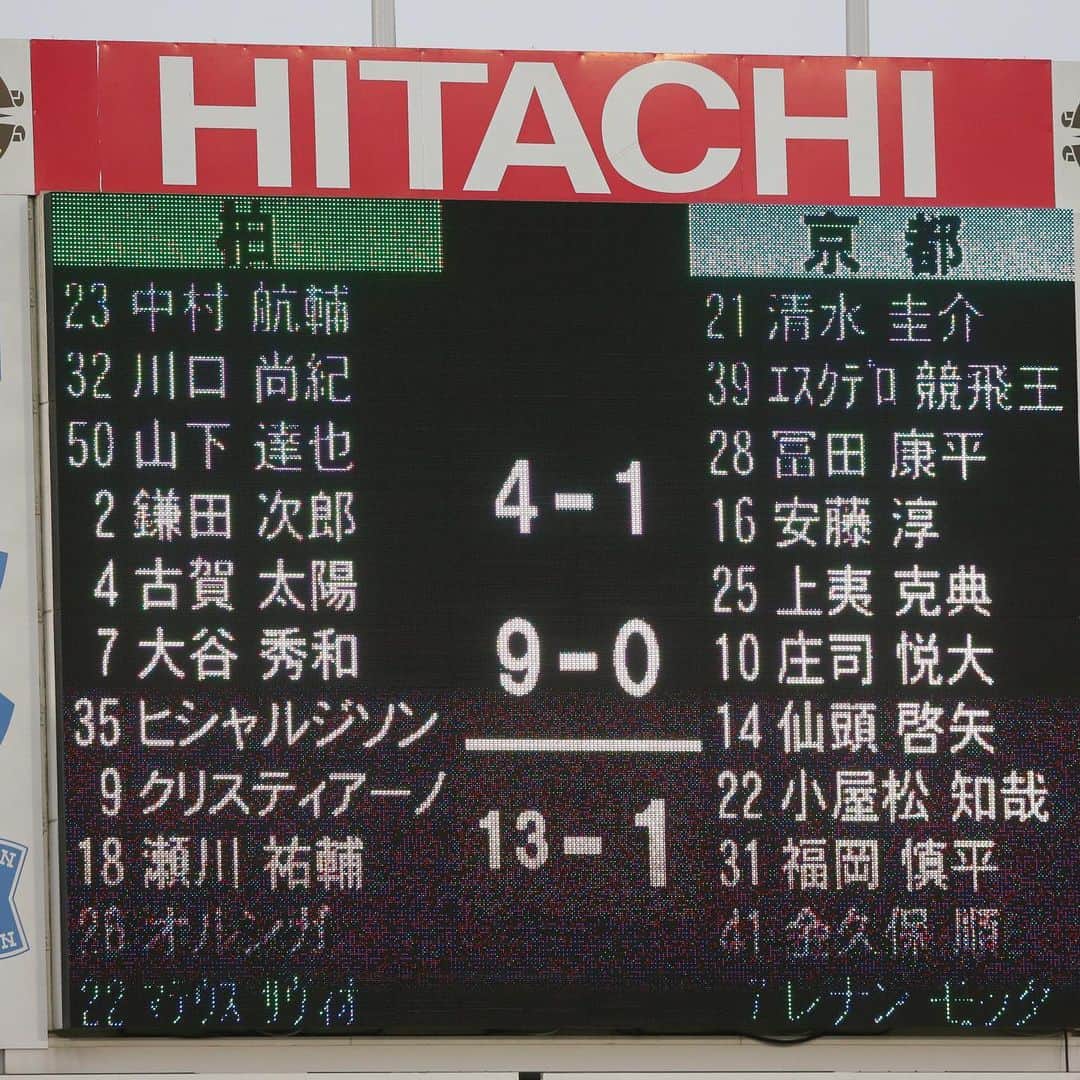 HITACHI
柏
京都
23 中村 航輔
21 清水 圭介
32 川口 尚紀
39 ｴｽｸﾃﾞﾛ 競飛王
50 山下 達也
28 冨田 康平
4-1
2 鎌田 次郎
16 安藤 淳
4 古賀 太陽
25 上夷 克典
9-0
7 大谷 秀和
10 庄司 悦大
35 ヒシャルジソン
14 仙頭 啓矢
9 クリスティアーノ
22 小屋松 知哉
13-1
18 瀬川 祐輔
31 福岡 慎平
26 オルンガ
41 金久保 順
22 ﾏﾃｳｽ ｻヴｨｵ
7 レナン モッタ